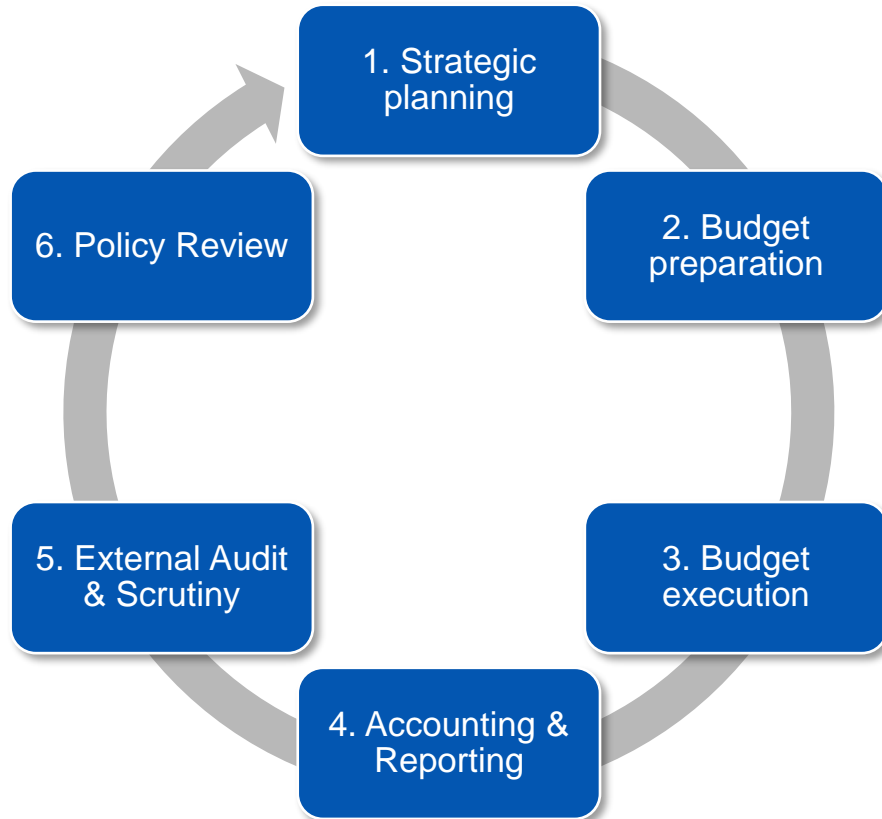 1. Strategic
planning
2. Budget
preparation
3. Budget
execution
4. Accounting &
Reporting
5. External Audit
& Scrutiny
6. Policy Review